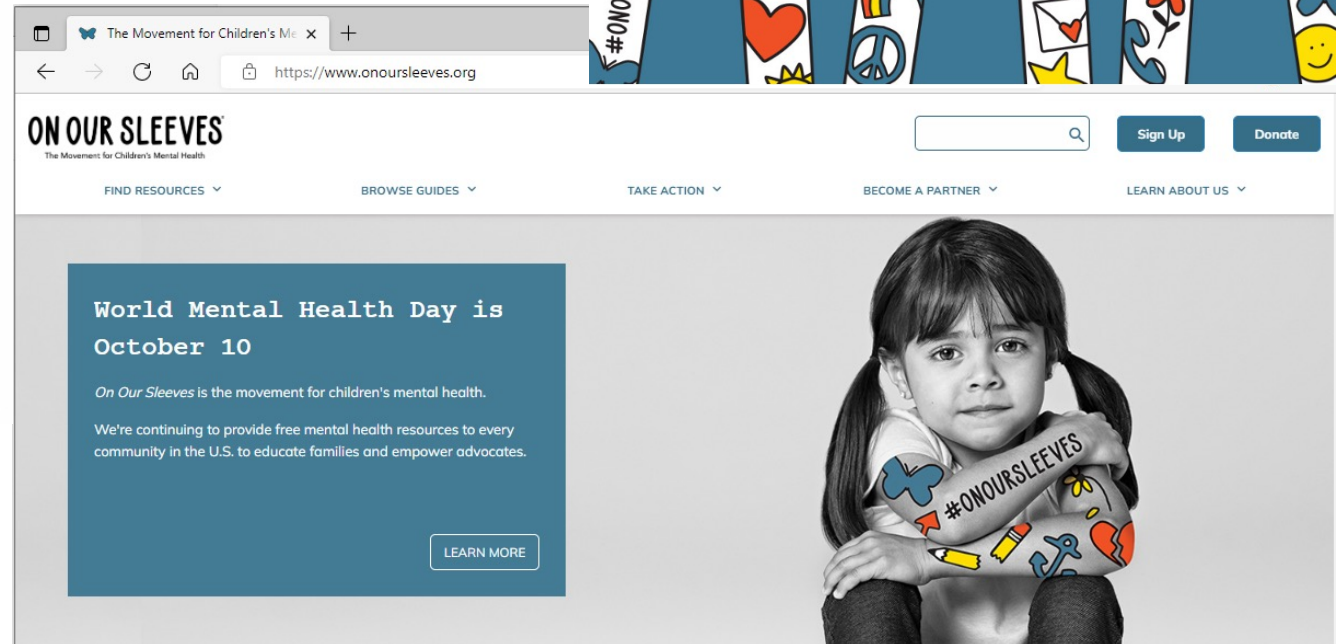 The Movement for Children's Me
#ONO
https://www.onoursleeves.org
ON OUR SLEEVES
The Movement for Children's Mental Health
Sign Up
Donate
FIND RESOURCES
BROWSE GUIDES
TAKE ACTION
BECOME A PARTNER
LEARN ABOUT US
World Mental Health Day is
October 10
On Our Sleeves is the movement for children's mental health.
We're continuing to provide free mental health resources to every
community in the U.S. to educate families and empower advocates.
LEARN MORE
#ONOURSLEEVES